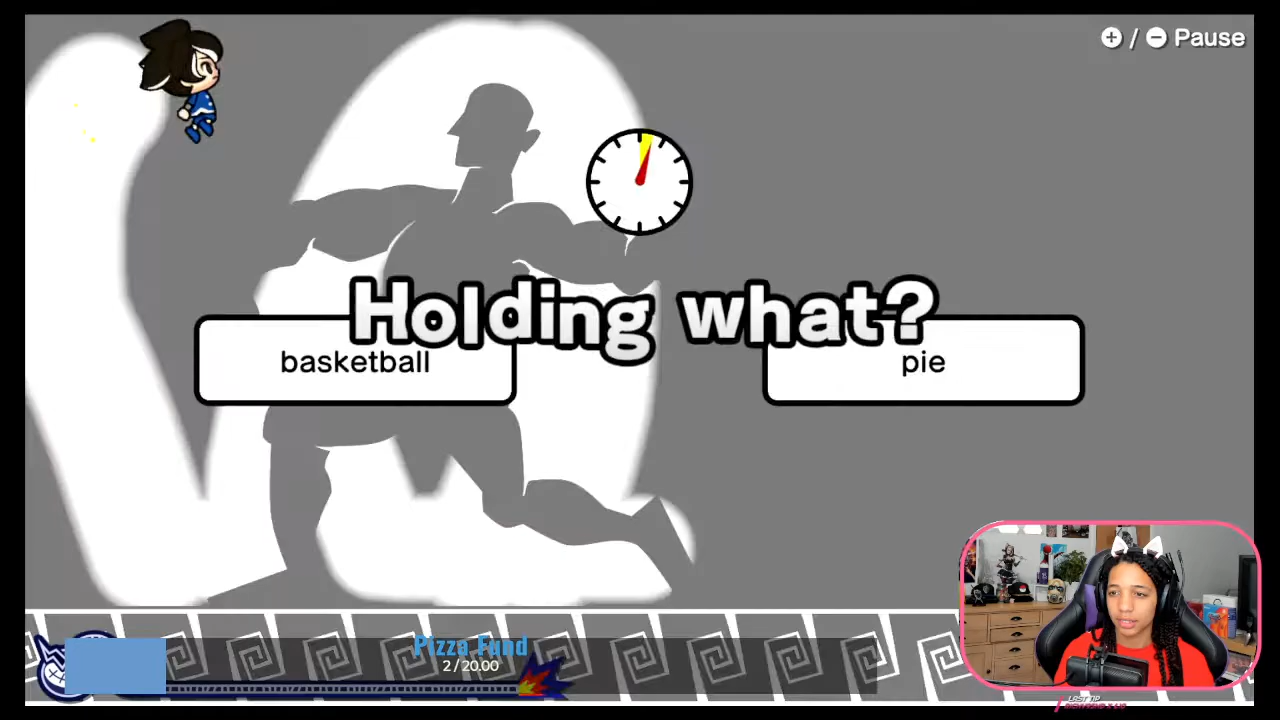 + / - Pause
Holding what?
basketball
pie
Pizza Fund
2 / 20.00